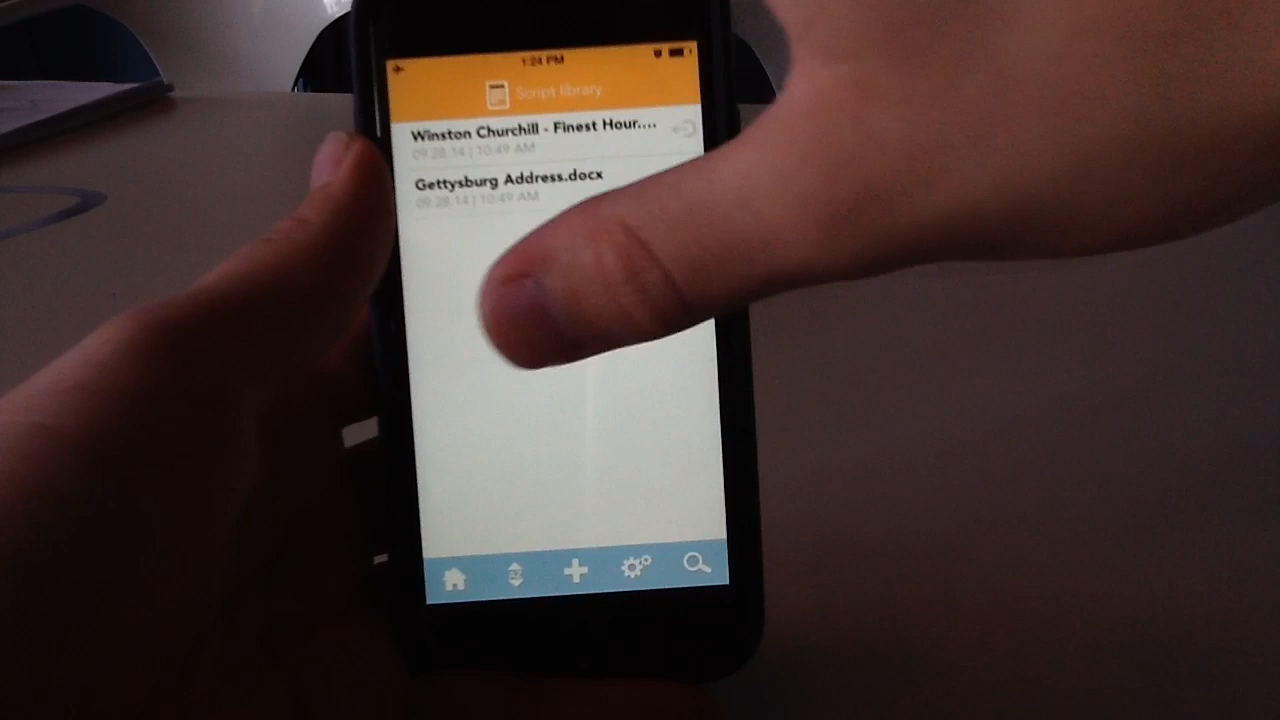 1:24 PM
Script library
Winston Churchill - Finest Hour....
09.28.14 | 10:49 AM
Gettysburg Address.docx
09.28.14 | 10:49 AM